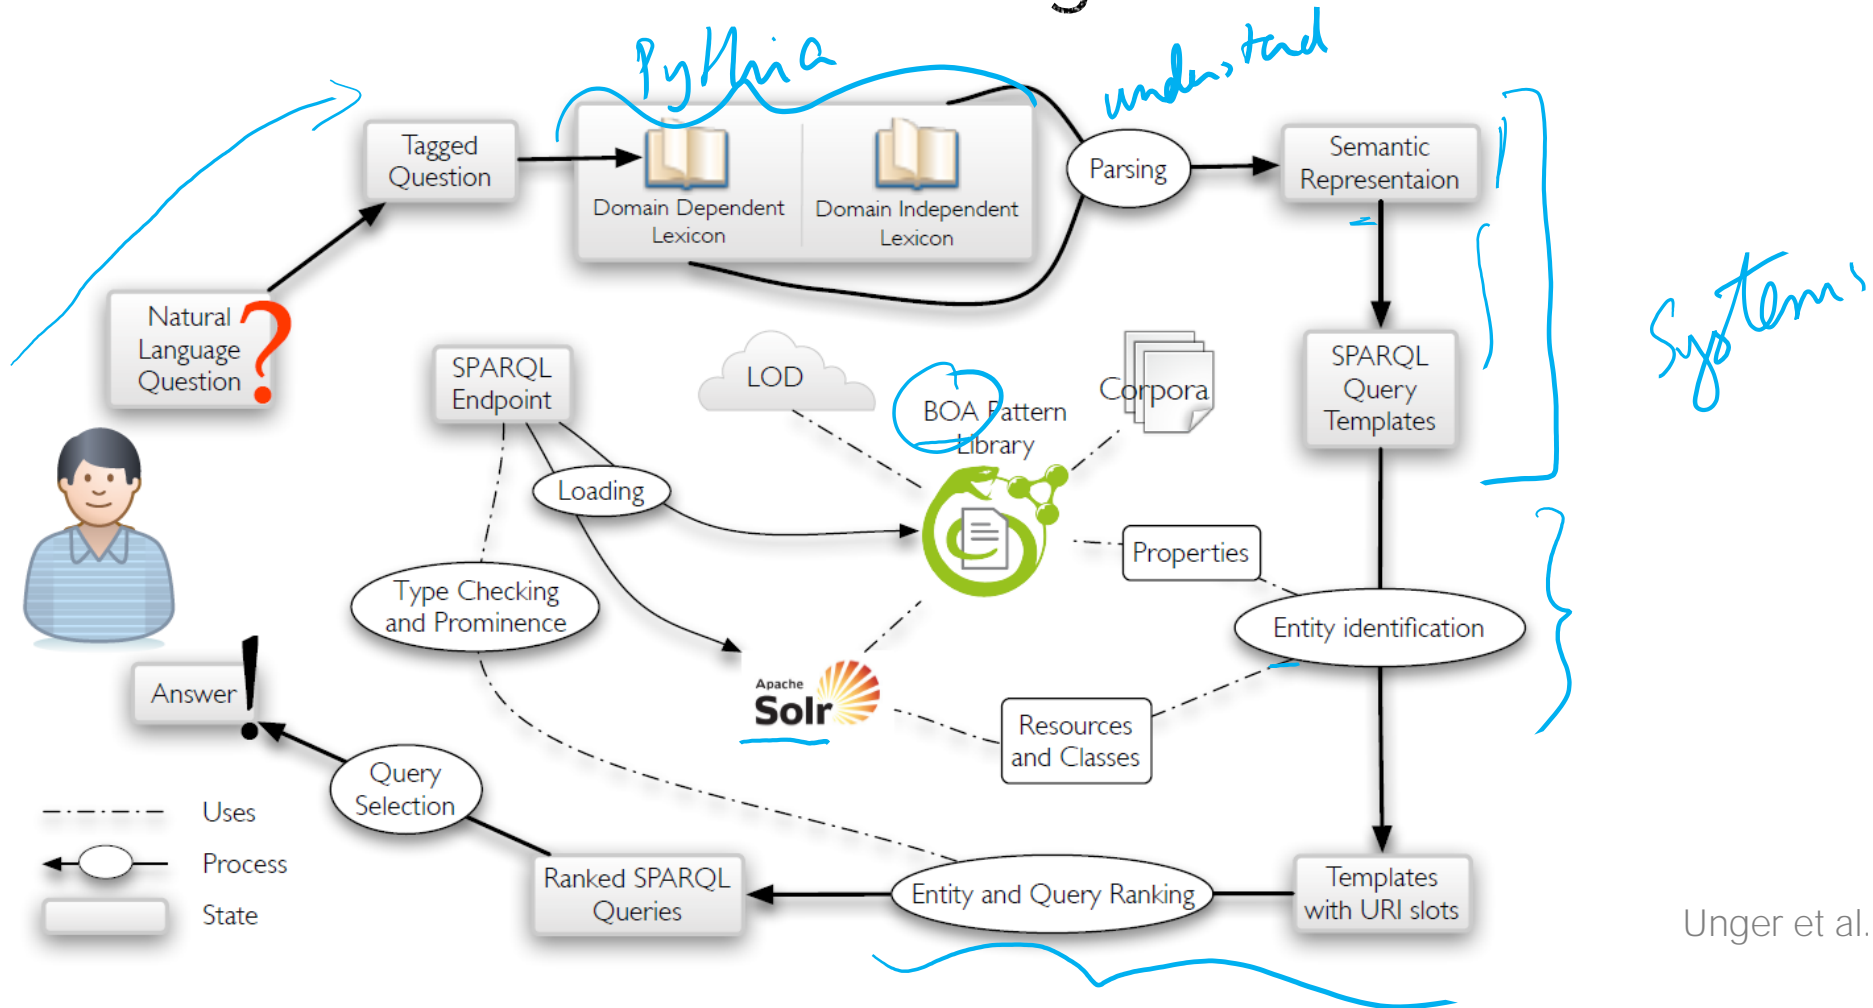 Pythia
understand
Tagged
Question
Domain Dependent
Lexicon
Domain Independent
Lexicon
Parsing
Semantic
Representaion
Natural
Language
Question
?
SPARQL
Endpoint
LOD
BOA Pattern
Library
Corpora
SPARQL
Query
Templates
Systems
Loading
Properties
Type Checking
and Prominence
Entity identification
Answer
!
Apache
Solr
Resources
and Classes
Query
Selection
Uses
Process
State
Ranked SPARQL
Queries
Entity and Query Ranking
Templates
with URI slots
Unger et al.